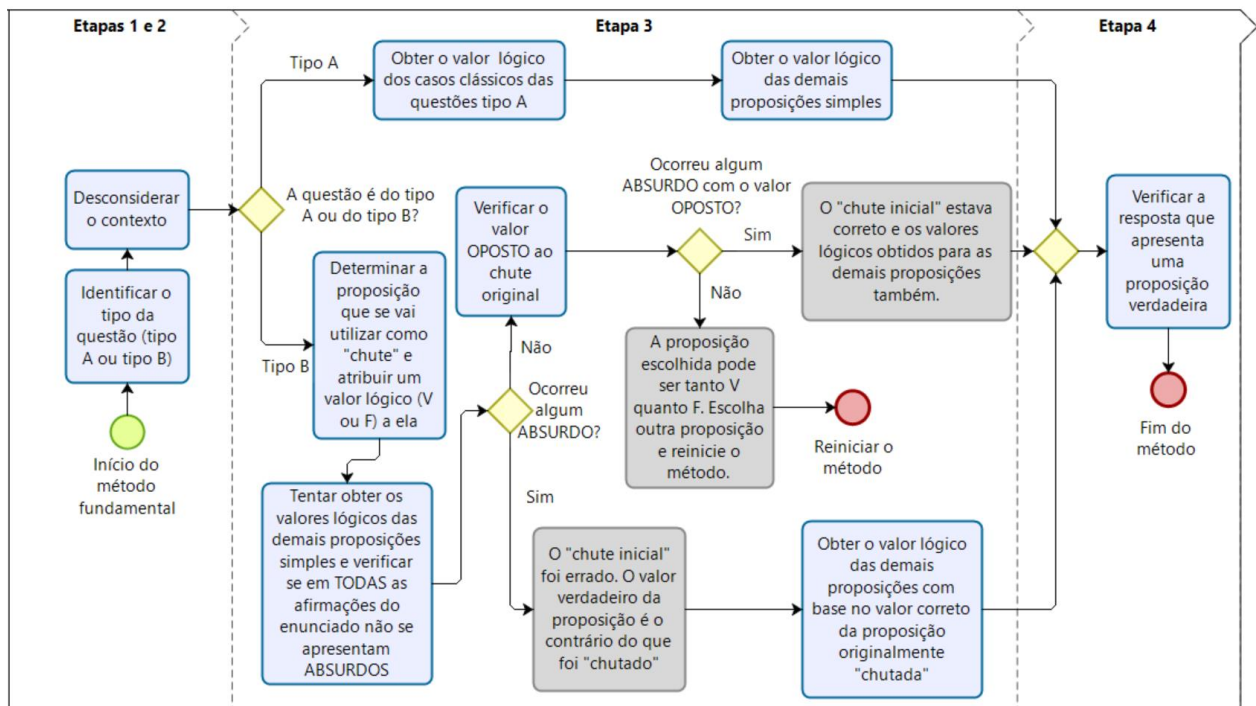 Etapas 1 e 2
Etapa 3
Etapa 4
Início do
método
fundamental
Identificar o
tipo da
questão (tipo
A ou tipo B)
Desconsiderar
o contexto
A questão é do tipo
A ou do tipo B?
Tipo A
Obter o valor lógico
dos casos clássicos das
questões tipo A
Obter o valor lógico
das demais
proposições simples
Tipo B
Determinar a
proposição
que se vai
utilizar como
"chute" e
atribuir um
valor lógico (V
ou F) a ela
Tentar obter os
valores lógicos das
demais proposições
simples e verificar
se em TODAS as
afirmações do
enunciado não se
apresentam ABSURDOS
Ocorreu
algum
ABSURDO?
Não
Verificar o
valor
OPOSTO ao
chute
original
Ocorreu algum
ABSURDO com o valor
OPOSTO?
Sim
O "chute inicial" estava
correto e os valores
lógicos obtidos para as
demais proposições
também.
Não
A proposição
escolhida pode
ser tanto V
quanto F. Escolha
outra proposição
e reinicie o
método.
Reiniciar o
método
Sim
O "chute inicial"
foi errado. O valor
verdadeiro da
proposição é o
contrário do que
foi "chutado"
Obter o valor lógico
das demais
proposições com
base no valor correto
da proposição
originalmente
"chutada"
Verificar a
resposta que
apresenta
uma
proposição
verdadeira
Fim do
método